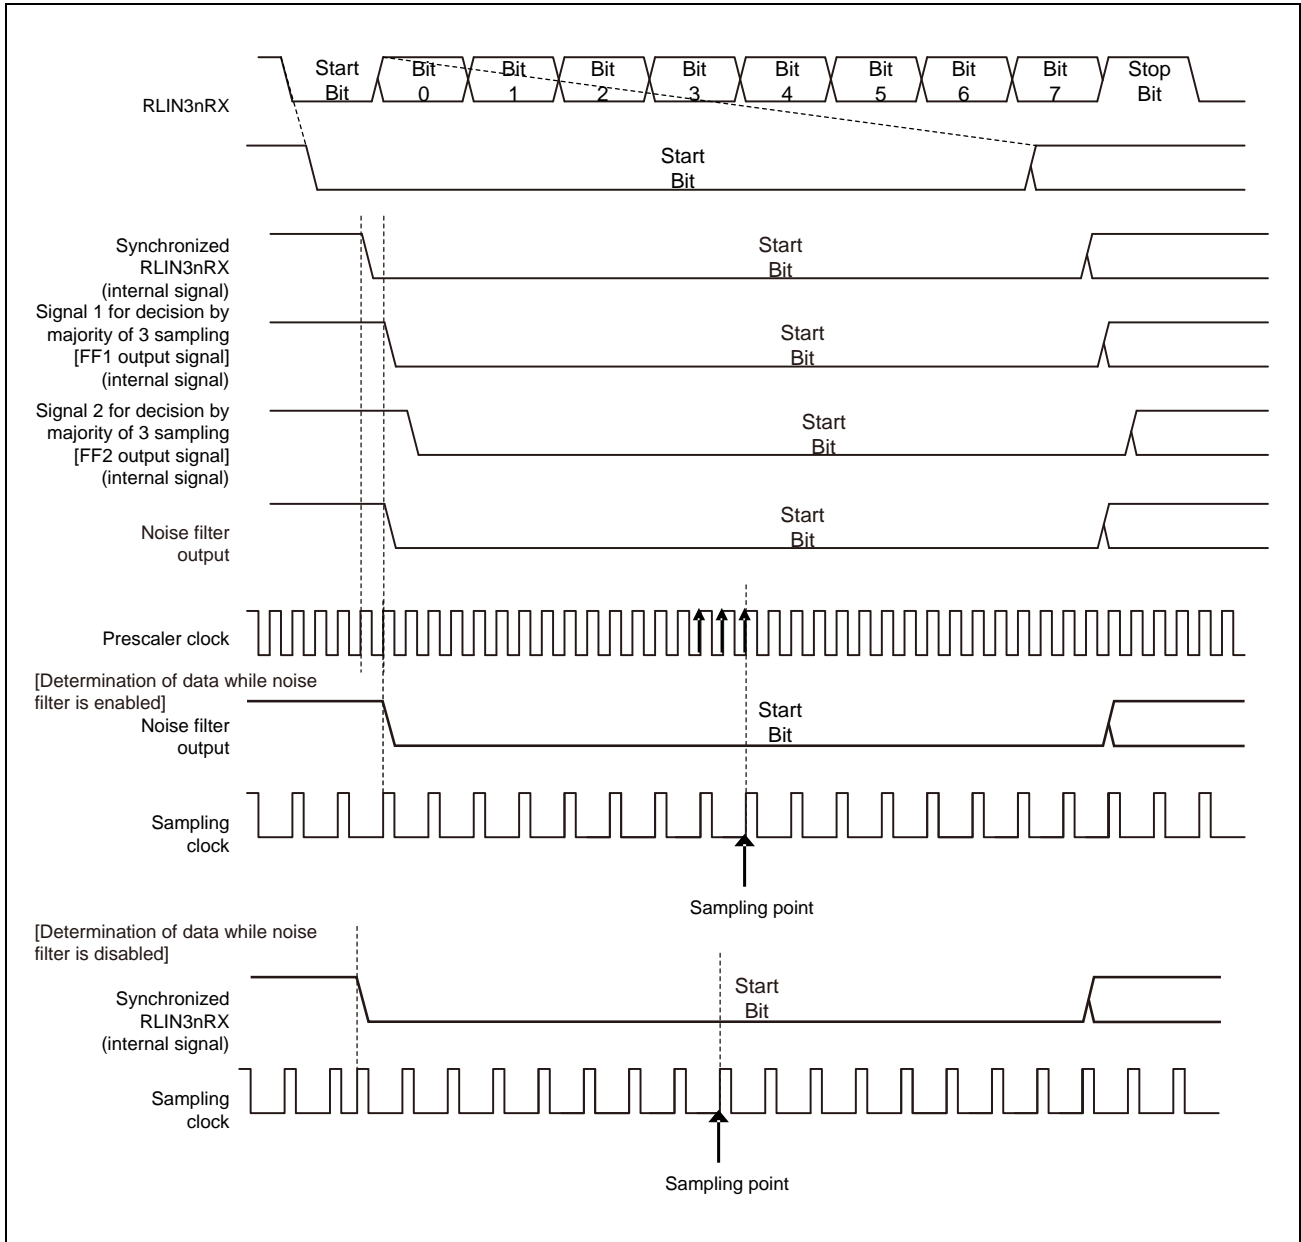 RLIN3nRX
Start Bit
Bit 0
Bit 1
Bit 2
Bit 3
Bit 4
Bit 5
Bit 6
Bit 7
Stop Bit
Start
Bit
Synchronized
RLIN3nRX
(internal signal)
Start
Bit
Signal 1 for decision by
majority of 3 sampling
[FF1 output signal]
(internal signal)
Start
Bit
Signal 2 for decision by
majority of 3 sampling
[FF2 output signal]
(internal signal)
Start
Bit
Noise filter
output
Start
Bit
Prescaler clock
[Determination of data while noise
filter is enabled]
Noise filter
output
Start
Bit
Sampling
clock
Sampling point
[Determination of data while noise
filter is disabled]
Synchronized
RLIN3nRX
(internal signal)
Start
Bit
Sampling
clock
Sampling point